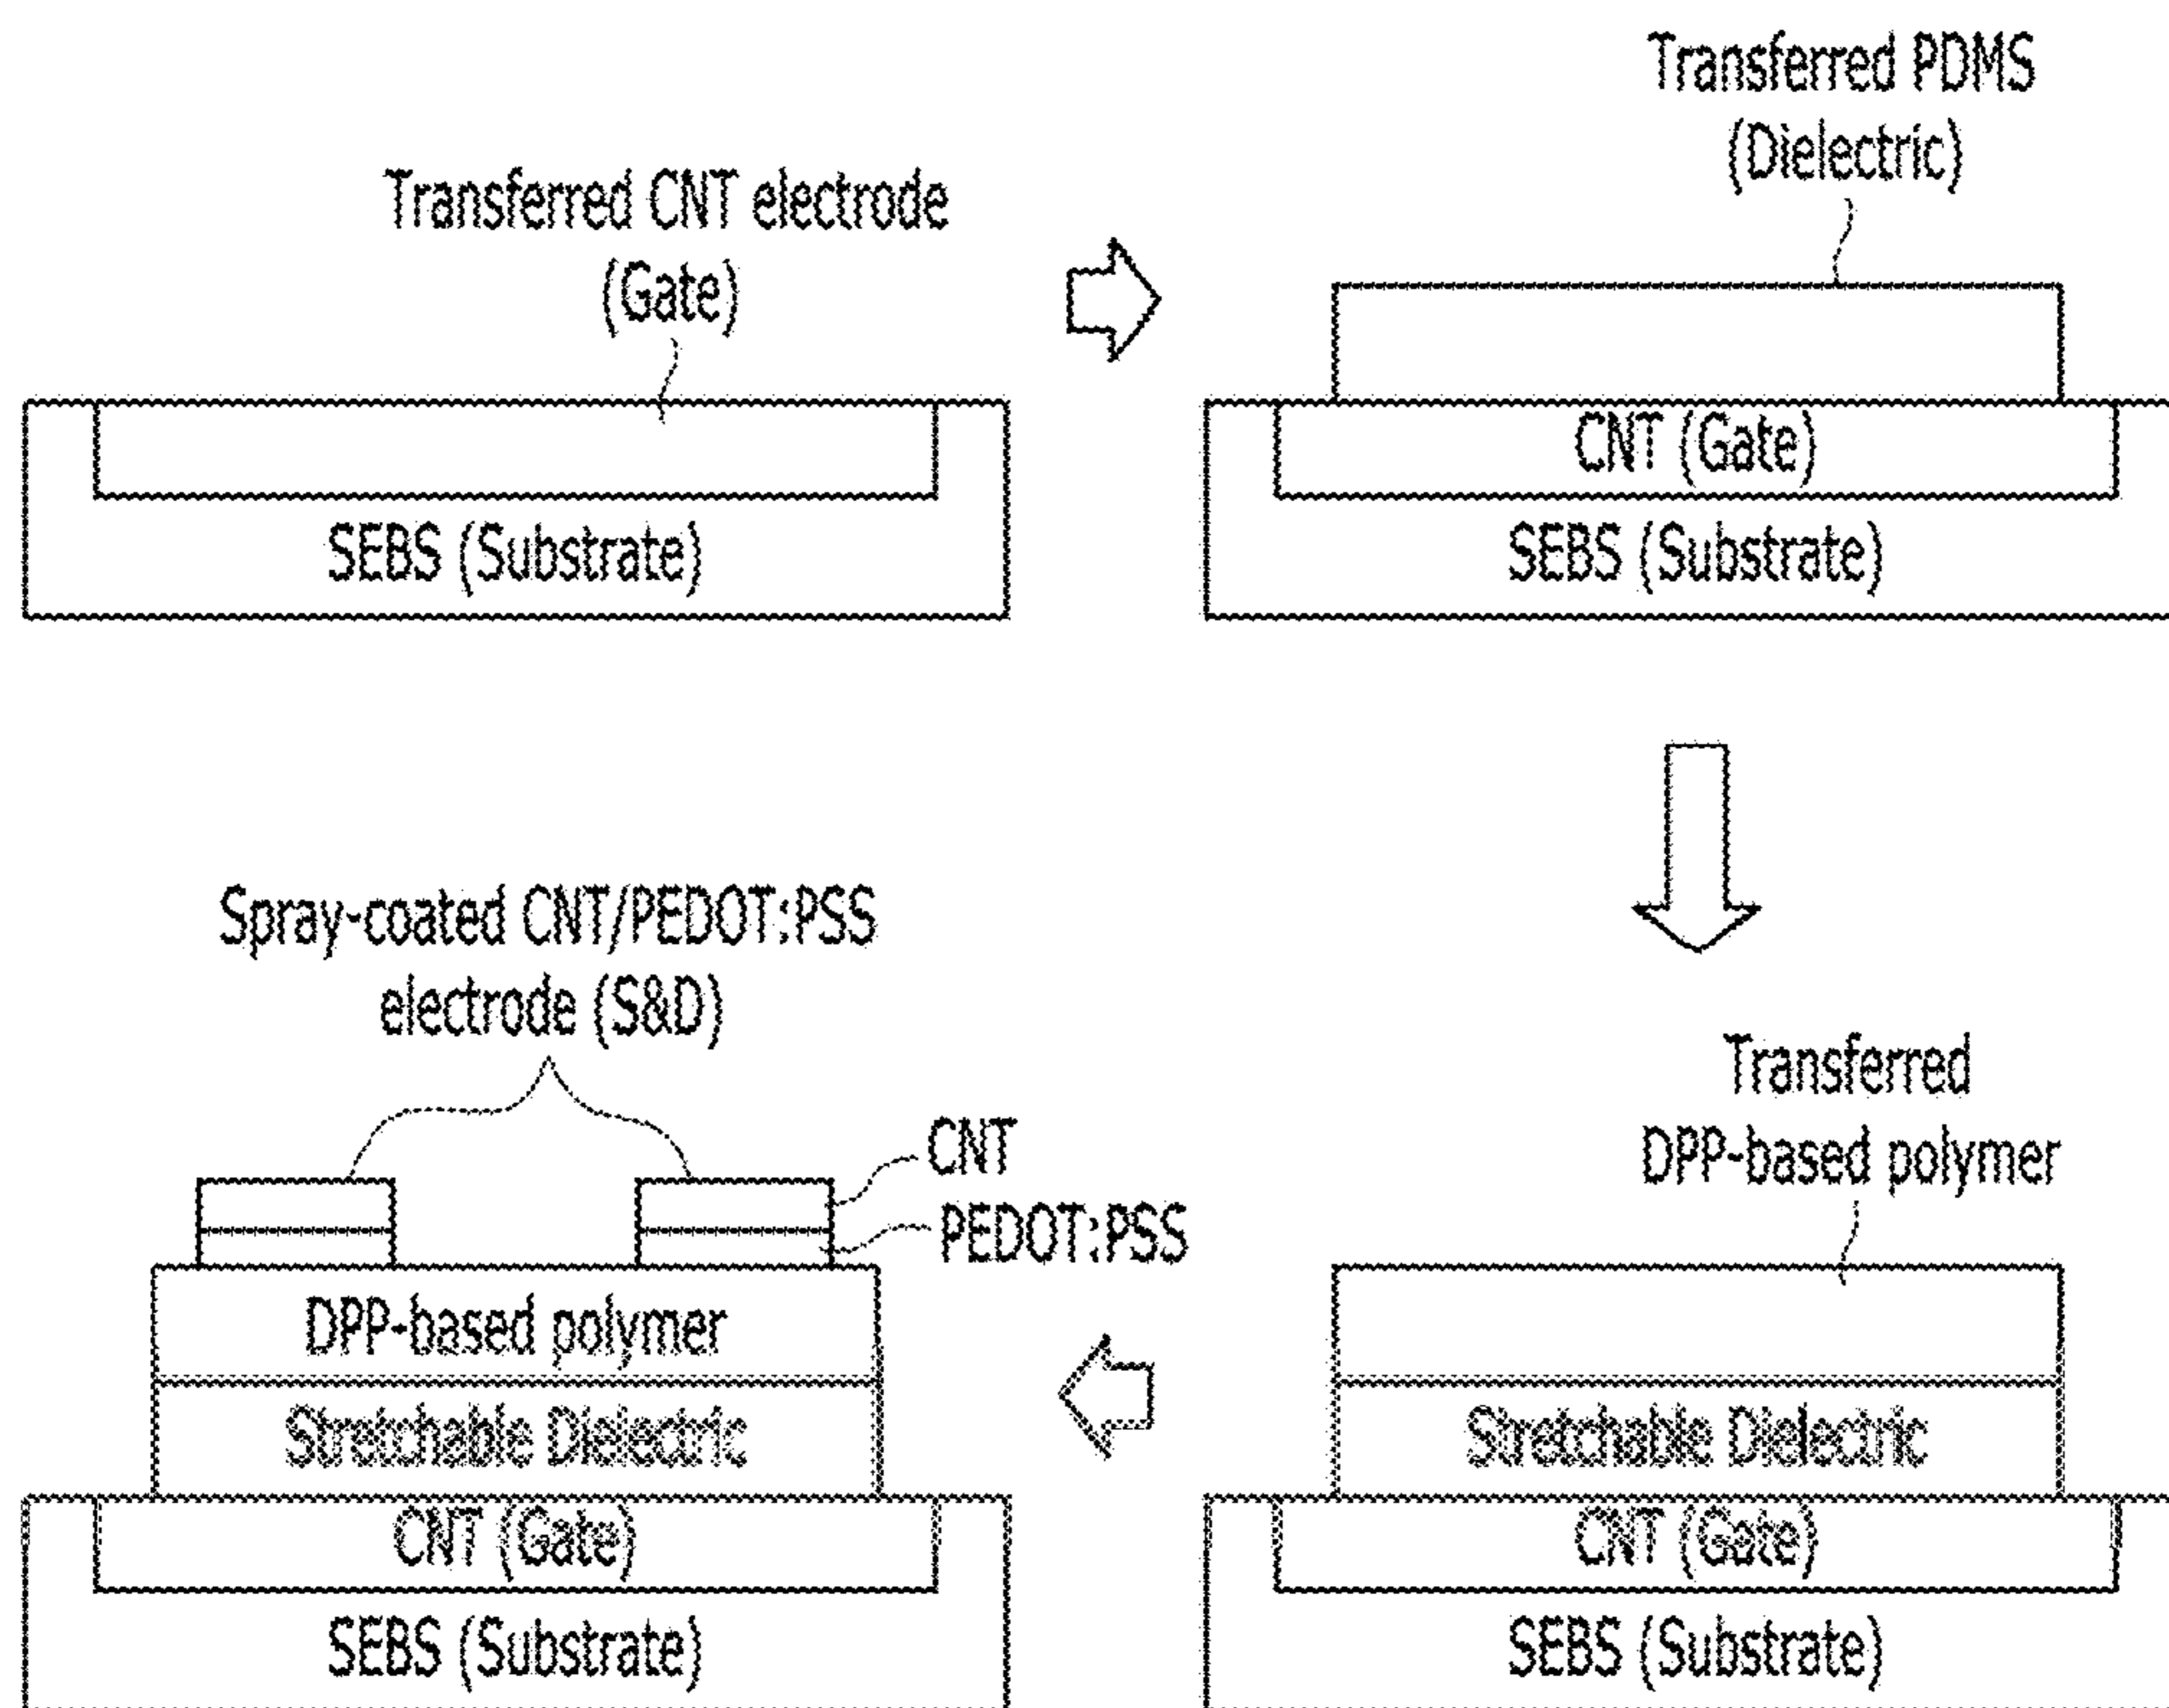 Transferred CNT electrode
(Gate)
SEBS (Substrate)
Transferred PDMS
(Dielectric)
CNT (Gate)
SEBS (Substrate)
Transferred
DPP-based polymer
Stretchable Dielectric
CNT (Gate)
SEBS (Substrate)
Spray-coated CNT/PEDOT:PSS
electrode (S&D)
CNT
PEDOT:PSS
DPP-based polymer
Stretchable Dielectric
CNT (Gate)
SEBS (Substrate)